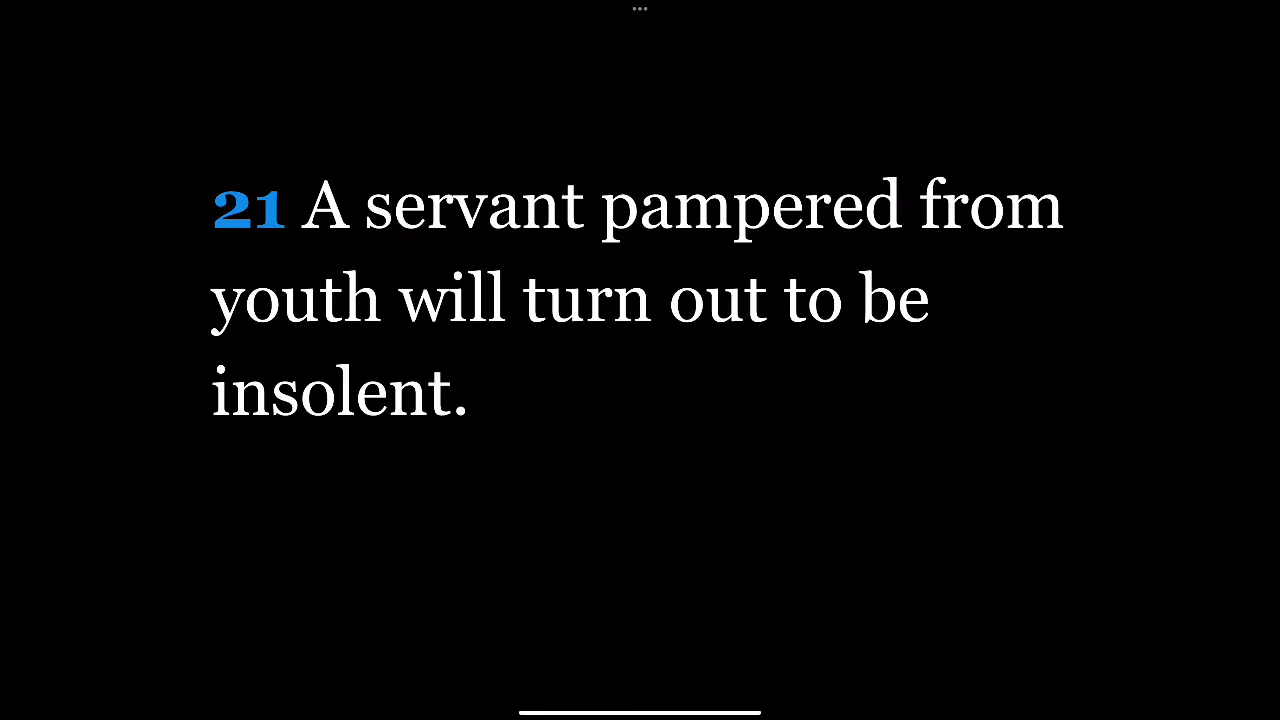 21 A servant pampered from
youth will turn out to be
insolent.